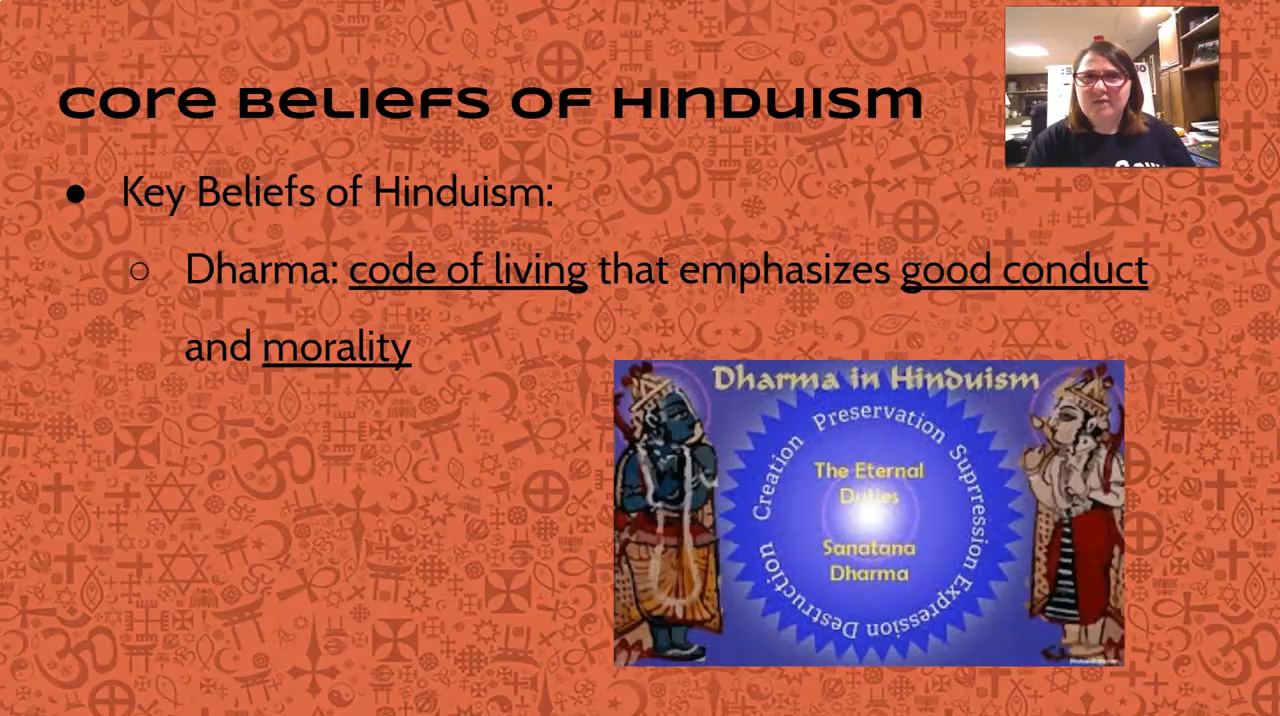 Core Beliefs of Hinduism
● Key Beliefs of Hinduism:
○ Dharma: code of living that emphasizes good conduct
and morality
Dharma in Hinduism
Creation Preservation Supression Expression Destruction
The Eternal
Duties
Sanatana
Dharma